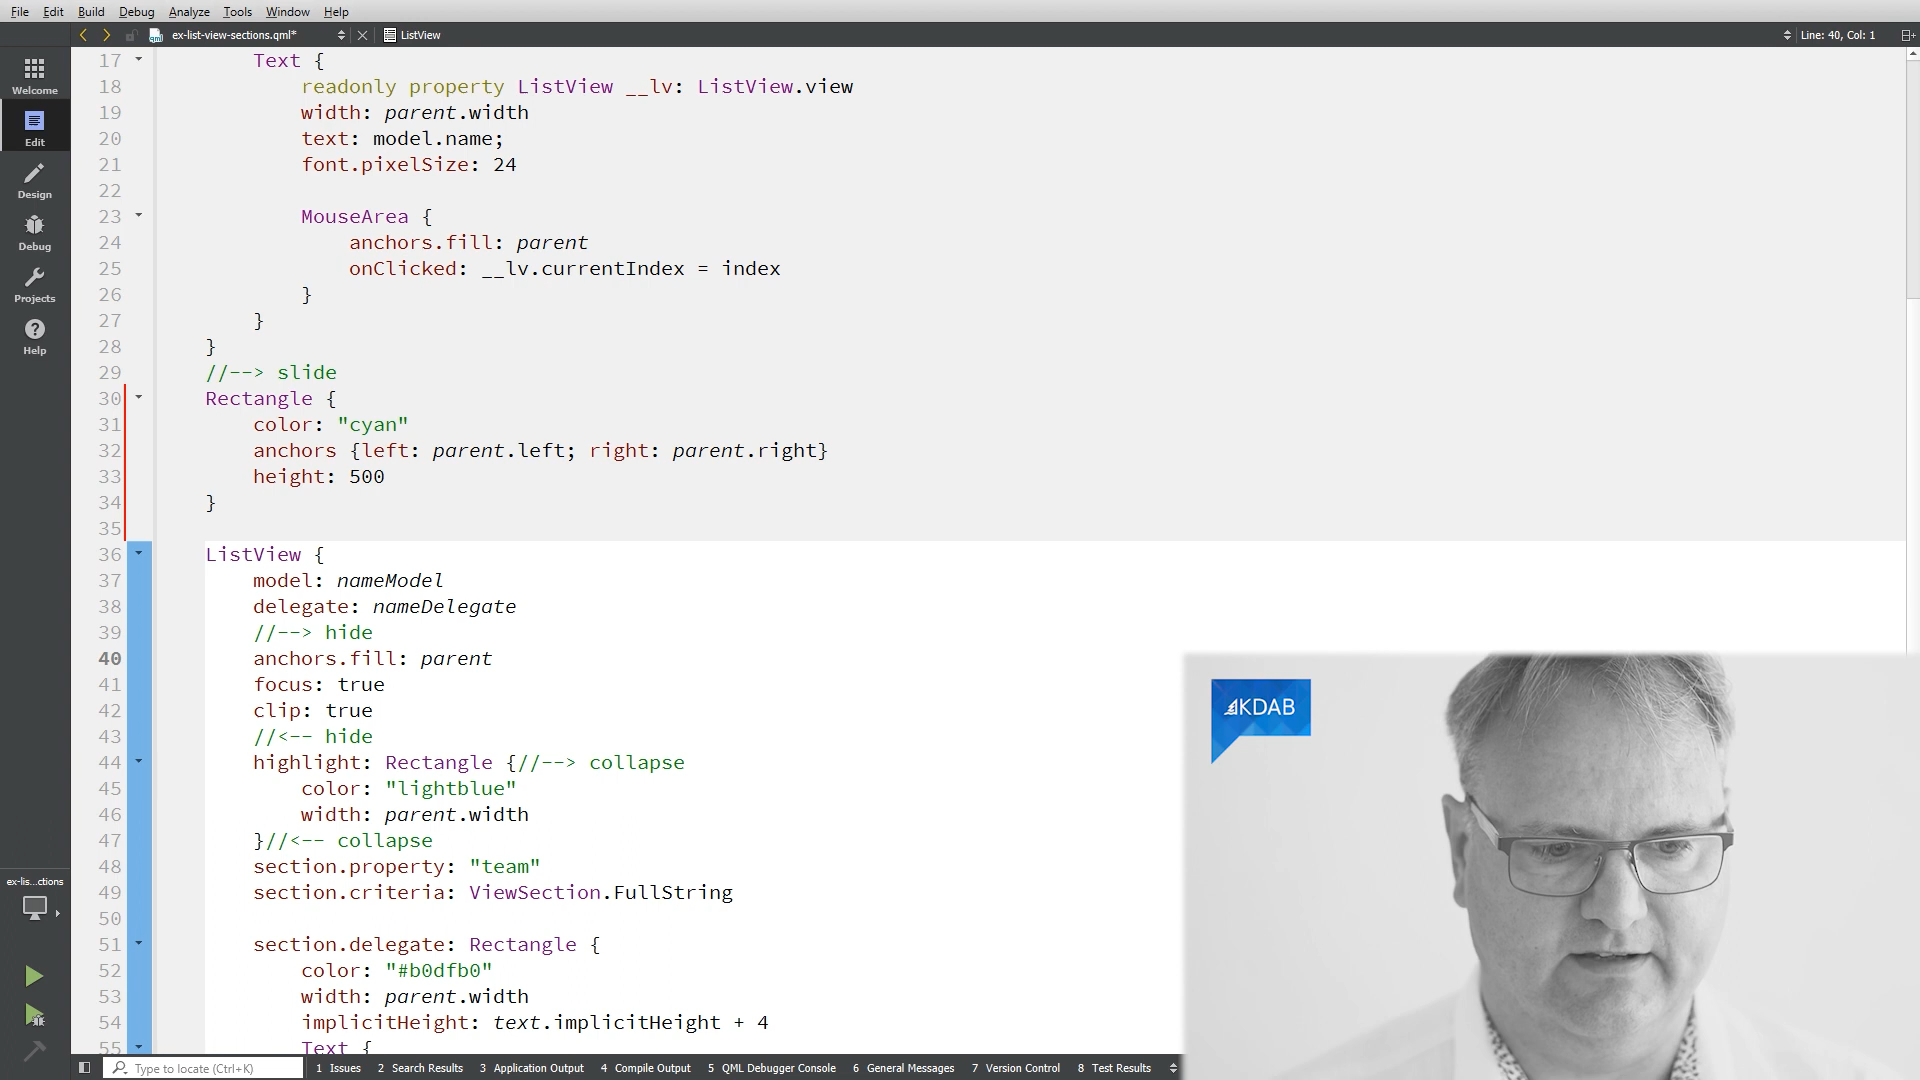 File Edit Build Debug Analyze Tools Window Help
ex-list-view-sections.qml* ListView Line: 40, Col: 1
Welcome
Edit
Design
Debug
Projects
Help
ex-lis...ctions
17 Text {
18 readonly property ListView __lv: ListView.view
19 width: parent.width
20 text: model.name;
21 font.pixelSize: 24
22
23 MouseArea {
24 anchors.fill: parent
25 onClicked: __lv.currentIndex = index
26 }
27 }
28 }
29 //--> slide
30 Rectangle {
31 color: "cyan"
32 anchors {left: parent.left; right: parent.right}
33 height: 500
34 }
35
36 ListView {
37 model: nameModel
38 delegate: nameDelegate
39 //--> hide
40 anchors.fill: parent
41 focus: true
42 clip: true
43 //<-- hide
44 highlight: Rectangle {//--> collapse
45 color: "lightblue"
46 width: parent.width
47 }//<-- collapse
48 section.property: "team"
49 section.criteria: ViewSection.FullString
50
51 section.delegate: Rectangle {
52 color: "#b0dfb0"
53 width: parent.width
54 implicitHeight: text.implicitHeight + 4
55 Text {
KDAB
Type to locate (Ctrl+K) 1 Issues 2 Search Results 3 Application Output 4 Compile Output 5 QML Debugger Console 6 General Messages 7 Version Control 8 Test Results